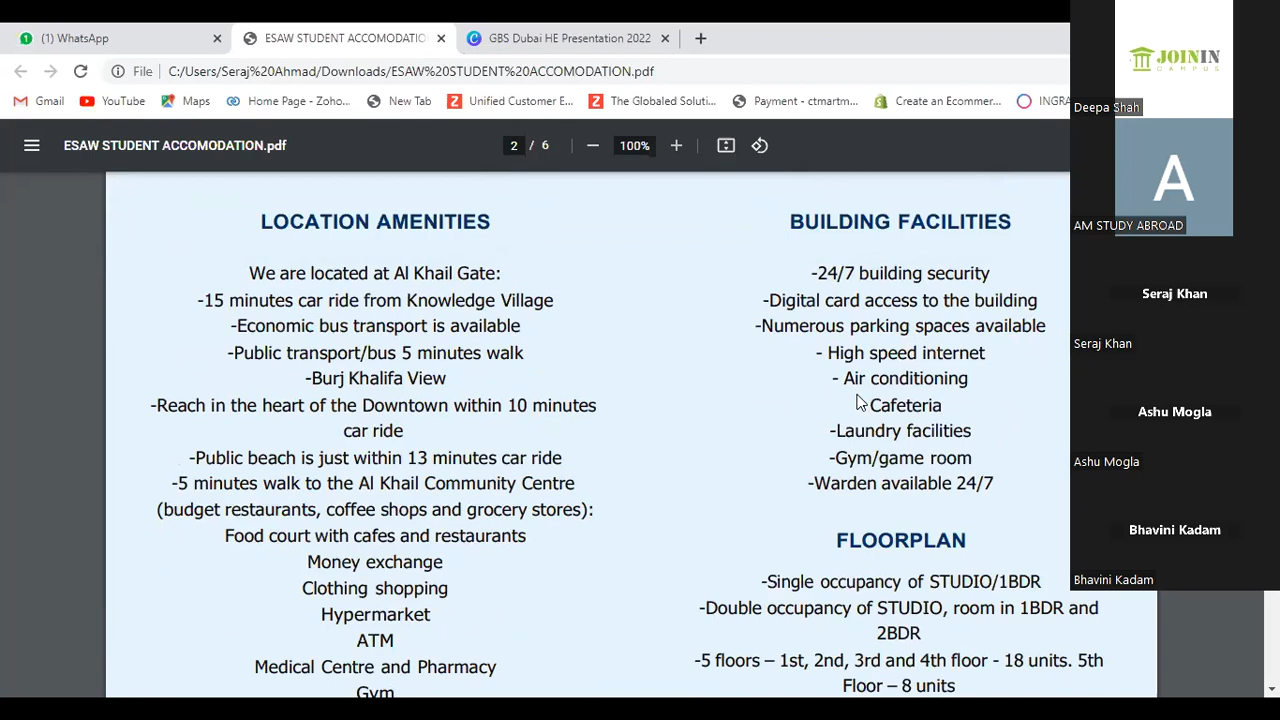 (1) WhatsApp
ESAW STUDENT ACCOMODATIO
GBS Dubai HE Presentation 2022
File
C:/Users/Seraj%20Ahmad/Downloads/ESAW%20STUDENT%20ACCOMODATION.pdf
Gmail
YouTube
Maps
Home Page - Zoho...
New Tab
Unified Customer E...
The Globaled Soluti...
Payment - ctmartm...
Create an Ecommer...
INGRA
ESAW STUDENT ACCOMODATION.pdf
2 / 6
100%
LOCATION AMENITIES
We are located at Al Khail Gate:
-15 minutes car ride from Knowledge Village
-Economic bus transport is available
-Public transport/bus 5 minutes walk
-Burj Khalifa View
-Reach in the heart of the Downtown within 10 minutes
car ride
-Public beach is just within 13 minutes car ride
-5 minutes walk to the Al Khail Community Centre
(budget restaurants, coffee shops and grocery stores):
Food court with cafes and restaurants
Money exchange
Clothing shopping
Hypermarket
ATM
Medical Centre and Pharmacy
Gym
BUILDING FACILITIES
-24/7 building security
-Digital card access to the building
-Numerous parking spaces available
- High speed internet
- Air conditioning
Cafeteria
-Laundry facilities
-Gym/game room
-Warden available 24/7
FLOORPLAN
-Single occupancy of STUDIO/1BDR
-Double occupancy of STUDIO, room in 1BDR and
2BDR
-5 floors – 1st, 2nd, 3rd and 4th floor - 18 units. 5th
Floor – 8 units
JOININ
CAMPUS
Deepa Shah
A
AM STUDY ABROAD
Seraj Khan
Seraj Khan
Ashu Mogla
Ashu Mogla
Bhavini Kadam
Bhavini Kadam